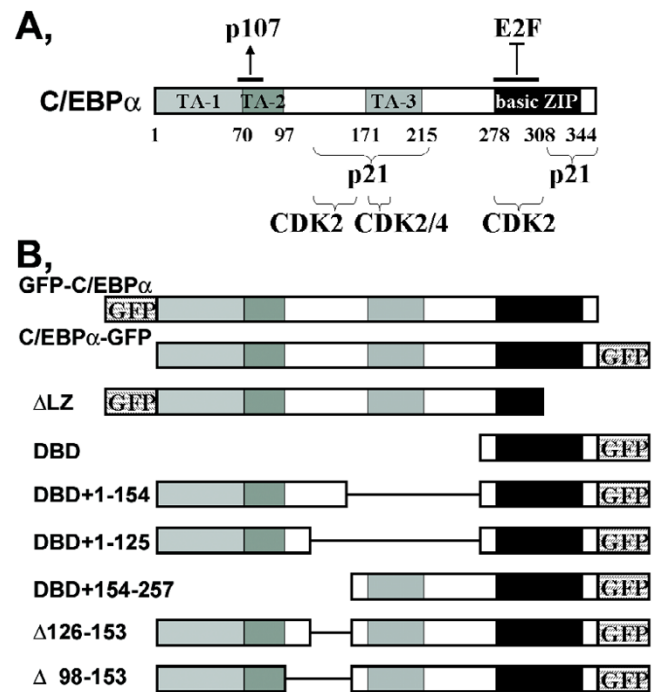 A,
p107 E2F
C/EBPα TA-1 TA-2 TA-3 basic ZIP
1 70 97 171 215 278 308 344
p21 p21
CDK2 CDK2/4 CDK2
B,
GFP-C/EBPα
GFP
C/EBPα-GFP
GFP
ΔLZ GFP
DBD GFP
DBD+1-154 GFP
DBD+1-125 GFP
DBD+154-257 GFP
Δ126-153 GFP
Δ 98-153 GFP